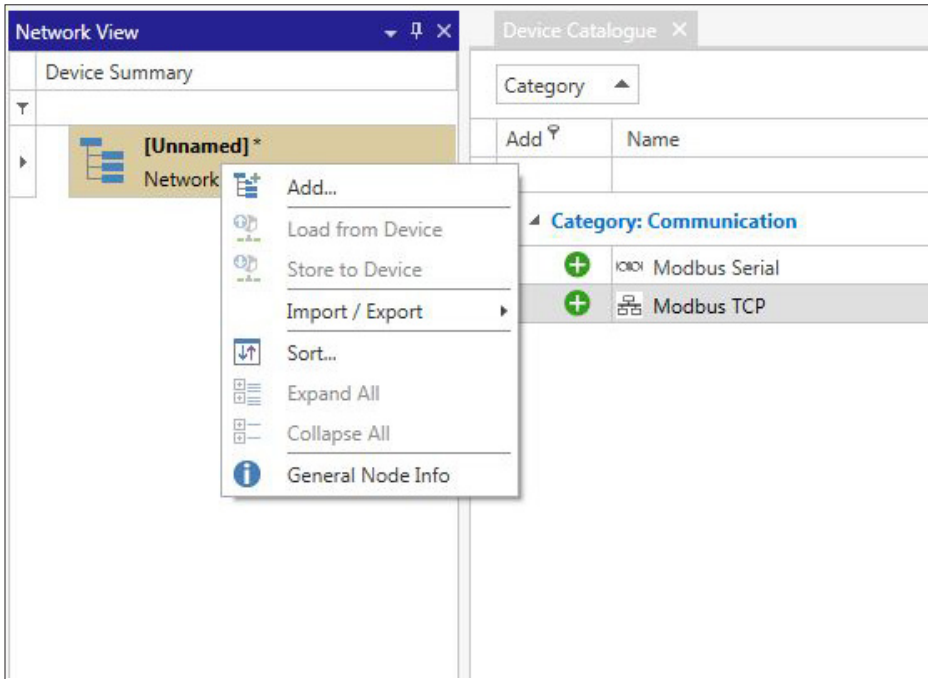 Network View
Device Summary
[Unnamed] *
Network
Add...
Load from Device
Store to Device
Import / Export
Sort...
Expand All
Collapse All
General Node Info
Device Catalogue
Category
Add Name
Category: Communication
Modbus Serial
Modbus TCP